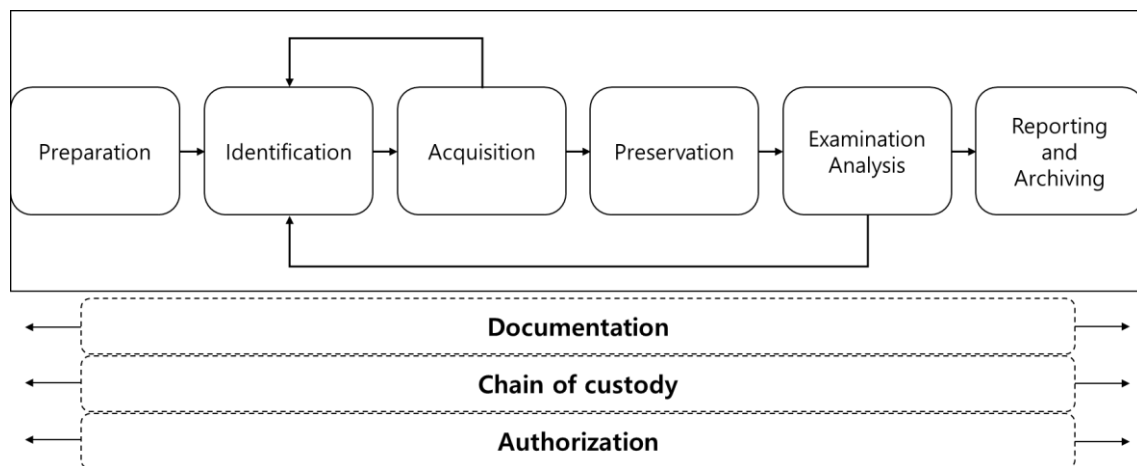 Preparation
Identification
Acquisition
Preservation
Examination
Analysis
Reporting
and
Archiving
Documentation
Chain of custody
Authorization